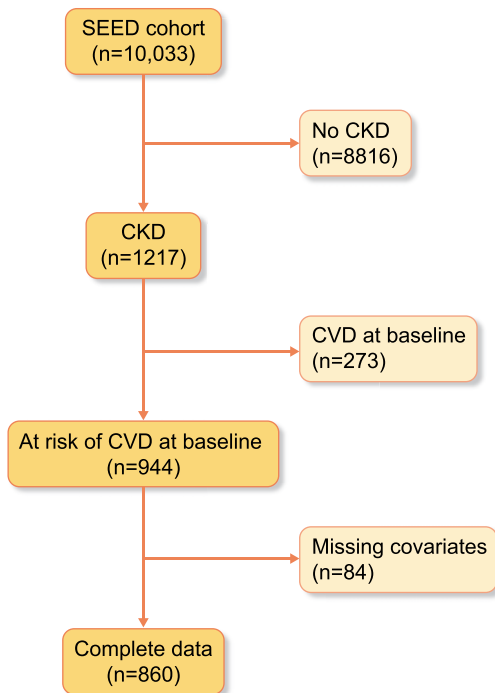 SEED cohort
(n=10,033)
No CKD
(n=8816)
CKD
(n=1217)
CVD at baseline
(n=273)
At risk of CVD at baseline
(n=944)
Missing covariates
(n=84)
Complete data
(n=860)